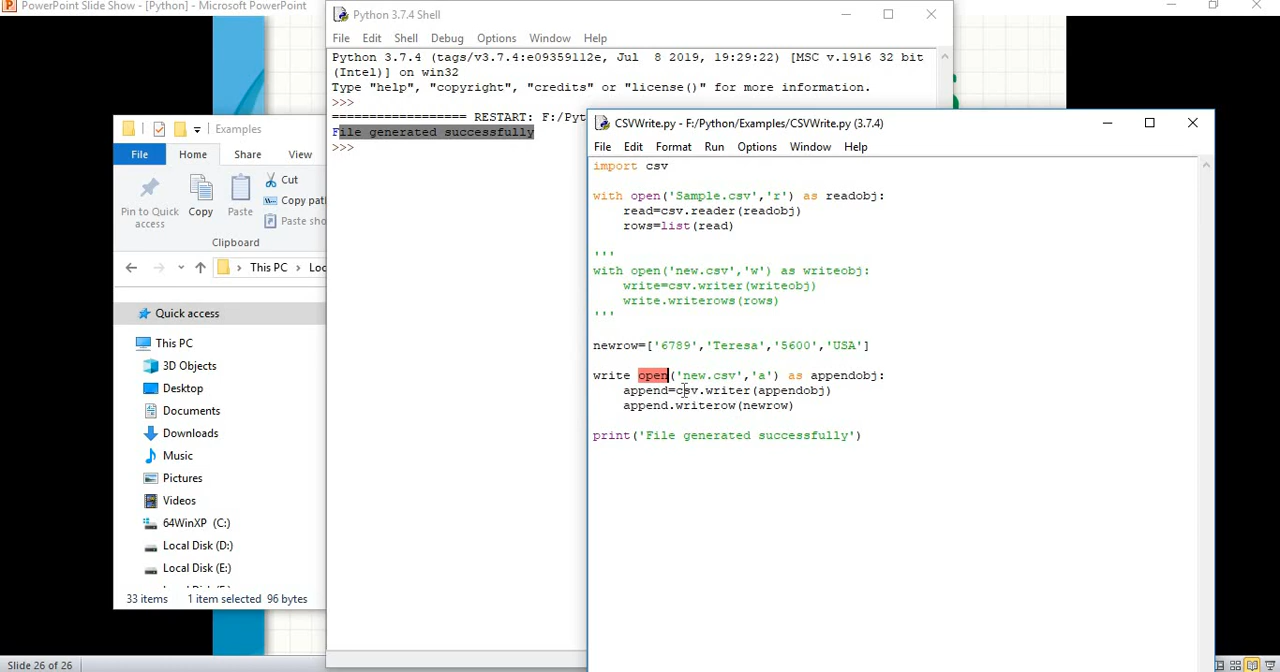 PowerPoint Slide Show - [Python] - Microsoft PowerPoint
Python 3.7.4 Shell
File Edit Shell Debug Options Window Help
Python 3.7.4 (tags/v3.7.4:e09359112e, Jul 8 2019, 19:29:22) [MSC v.1916 32 bit
(Intel)] on win32
Type "help", "copyright", "credits" or "license()" for more information.
>>>
================== RESTART: F:/Pyt
File generated successfully
>>>
Examples
File Home Share View
Pin to Quick access
Copy
Paste
Cut
Copy pat
Paste sho
Clipboard
This PC > Loc
Quick access
This PC
3D Objects
Desktop
Documents
Downloads
Music
Pictures
Videos
64WinXP (C:)
Local Disk (D:)
Local Disk (E:)
33 items 1 item selected 96 bytes
CSVWrite.py - F:/Python/Examples/CSVWrite.py (3.7.4)
File Edit Format Run Options Window Help
import csv
with open('Sample.csv','r') as readobj:
    read=csv.reader(readobj)
    rows=list(read)
'''
with open('new.csv','w') as writeobj:
    write=csv.writer(writeobj)
    write.writerows(rows)
'''
newrow=['6789','Teresa','5600','USA']
write open('new.csv','a') as appendobj:
    append=csv.writer(appendobj)
    append.writerow(newrow)
print('File generated successfully')
Slide 26 of 26